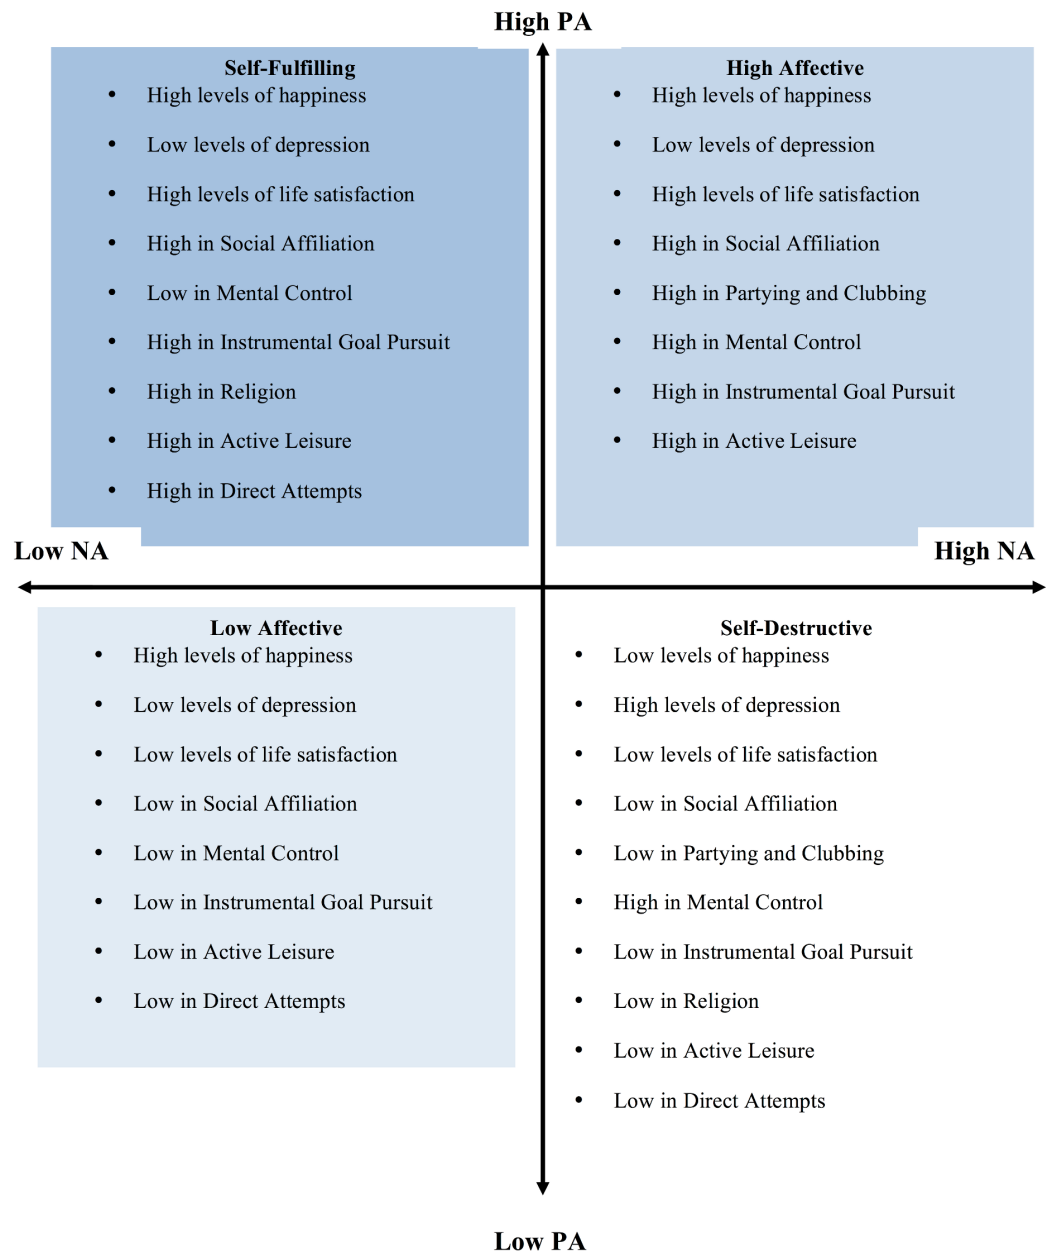 High PA
Self-Fulfilling
• High levels of happiness
• Low levels of depression
• High levels of life satisfaction
• High in Social Affiliation
• Low in Mental Control
• High in Instrumental Goal Pursuit
• High in Religion
• High in Active Leisure
• High in Direct Attempts
High Affective
• High levels of happiness
• Low levels of depression
• High levels of life satisfaction
• High in Social Affiliation
• High in Partying and Clubbing
• High in Mental Control
• High in Instrumental Goal Pursuit
• High in Active Leisure
Low NA
High NA
Low Affective
• High levels of happiness
• Low levels of depression
• Low levels of life satisfaction
• Low in Social Affiliation
• Low in Mental Control
• Low in Instrumental Goal Pursuit
• Low in Active Leisure
• Low in Direct Attempts
Self-Destructive
• Low levels of happiness
• High levels of depression
• Low levels of life satisfaction
• Low in Social Affiliation
• Low in Partying and Clubbing
• High in Mental Control
• Low in Instrumental Goal Pursuit
• Low in Religion
• Low in Active Leisure
• Low in Direct Attempts
Low PA